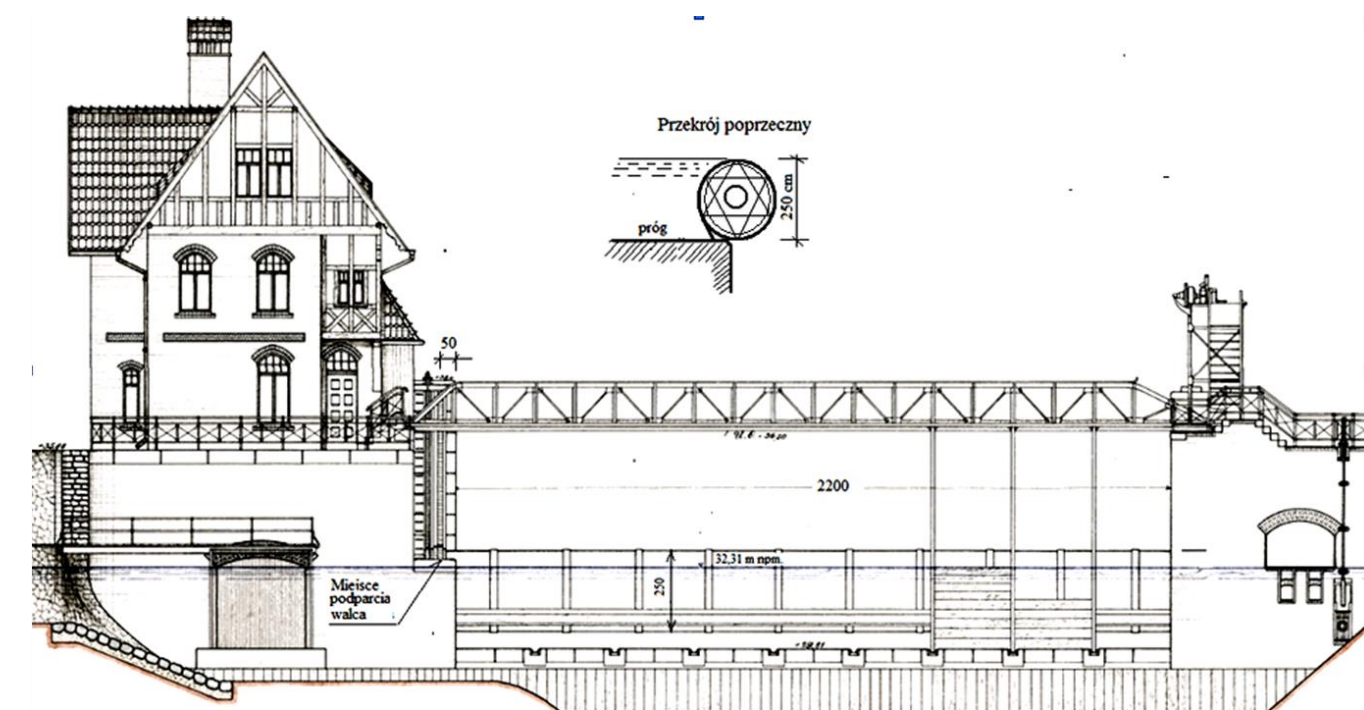 Przekrój poprzeczny
250 cm
próg
50
2200
32,31 m npm.
250
Miejsce
podparcia
walca